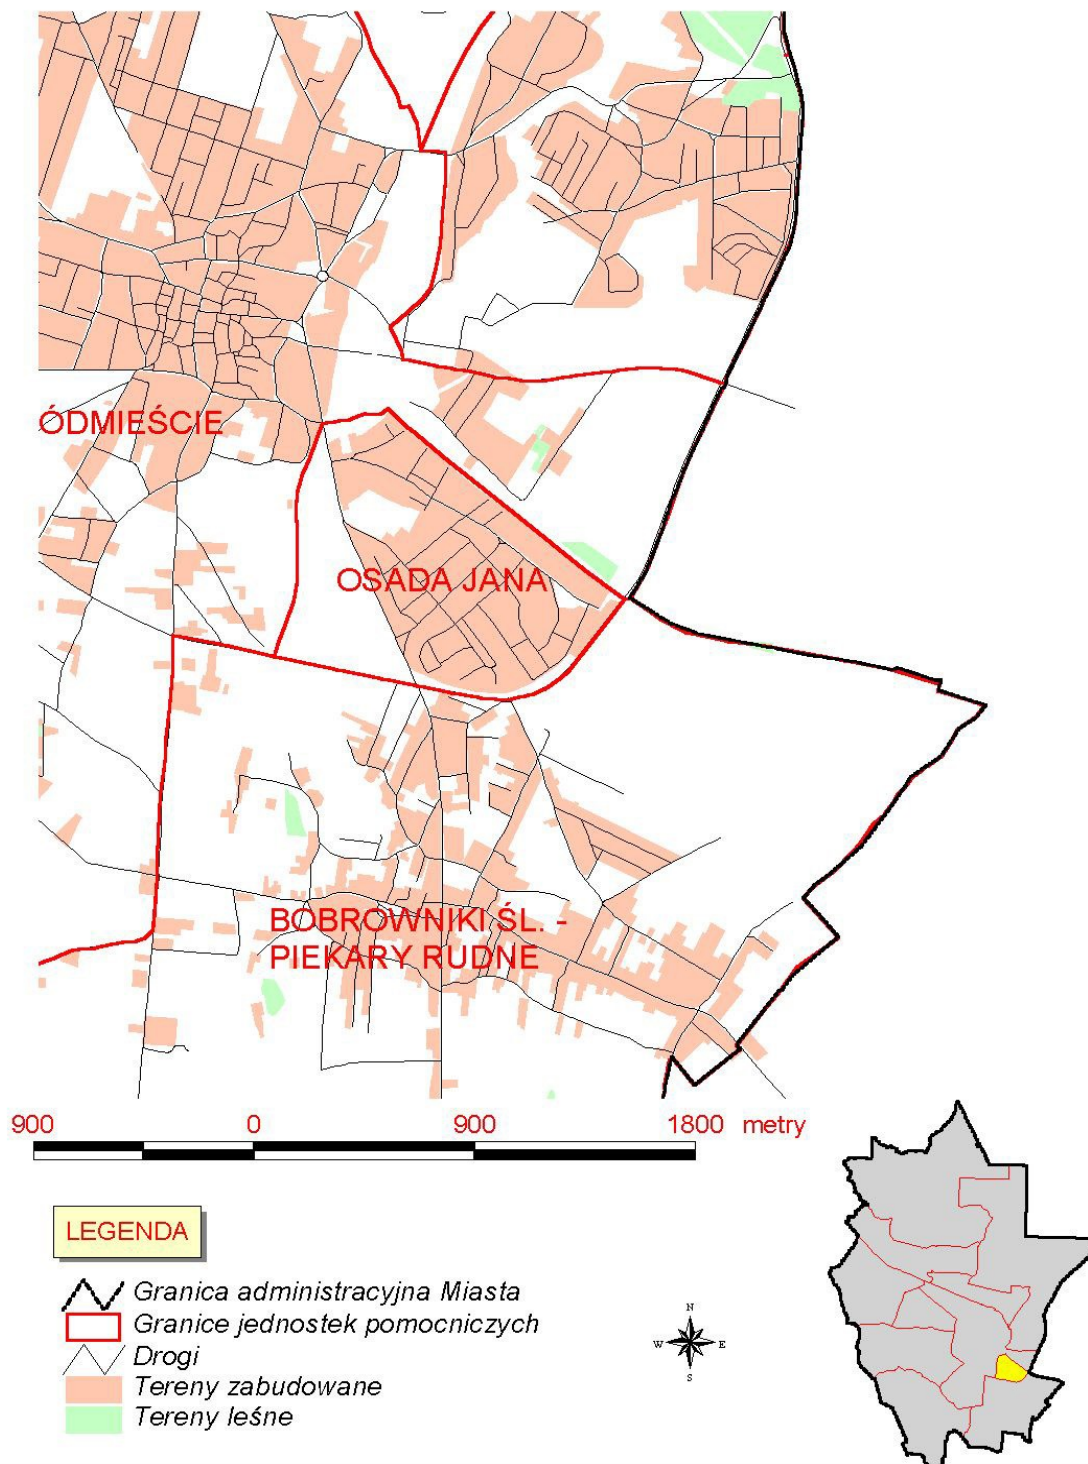 ÓDMIEŚCIE
OSADA JANA
BOBROWNIKI ŚL. -
PIEKARY RUDNE
900 0 900 1800 metry
LEGENDA
Granica administracyjna Miasta
Granice jednostek pomocniczych
Drogi
Tereny zabudowane
Tereny leśne
N
W E
S